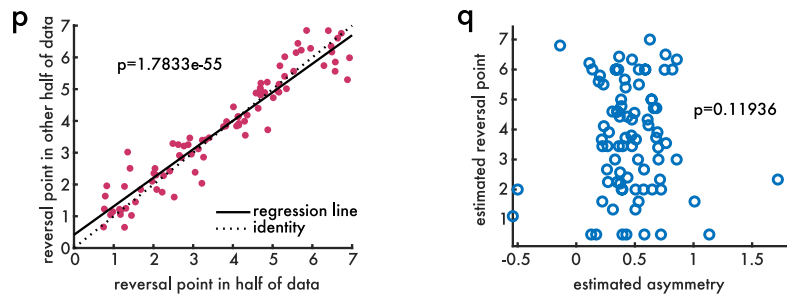 p
reversal point in other half of data
7
6
5
4
3
2
1
0
p=1.7833e-55
regression line
identity
0 1 2 3 4 5 6 7
reversal point in half of data
q
estimated reversal point
7
6
5
4
3
2
1
p=0.11936
-0.5 0 0.5 1 1.5
estimated asymmetry